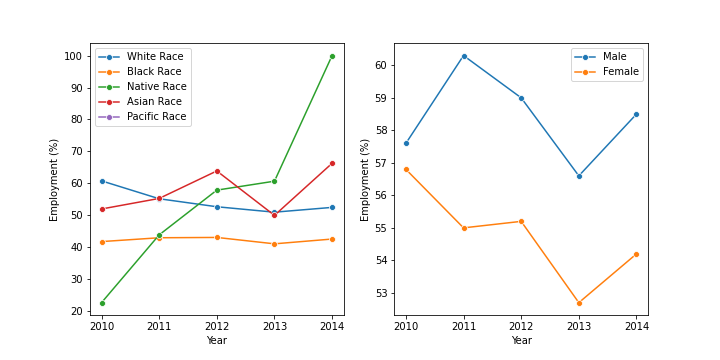 White Race
Black Race
Native Race
Asian Race
Pacific Race
100
90
80
70
60
50
40
30
20
Employment (%)
2010 2011 2012 2013 2014
Year
Male
Female
60
59
58
57
56
55
54
53
Employment (%)
2010 2011 2012 2013 2014
Year